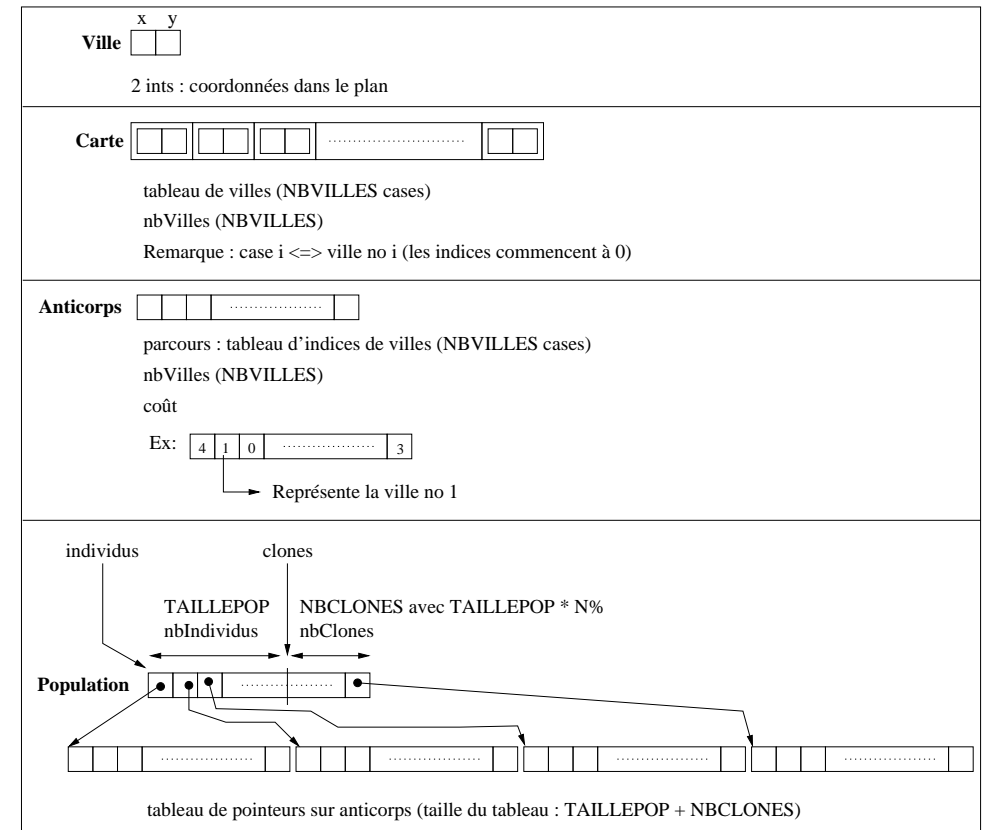 x y
Ville
2 ints : coordonnées dans le plan
Carte
tableau de villes (NBVILLES cases)
nbVilles (NBVILLES)
Remarque : case i <=> ville no i (les indices commencent à 0)
Anticorps
parcours : tableau d'indices de villes (NBVILLES cases)
nbVilles (NBVILLES)
coût
Ex: 4 1 0 3
Représente la ville no 1
individus clones
TAILLEPOP NBCLONES avec TAILLEPOP * N%
nbIndividus nbClones
Population
tableau de pointeurs sur anticorps (taille du tableau : TAILLEPOP + NBCLONES)